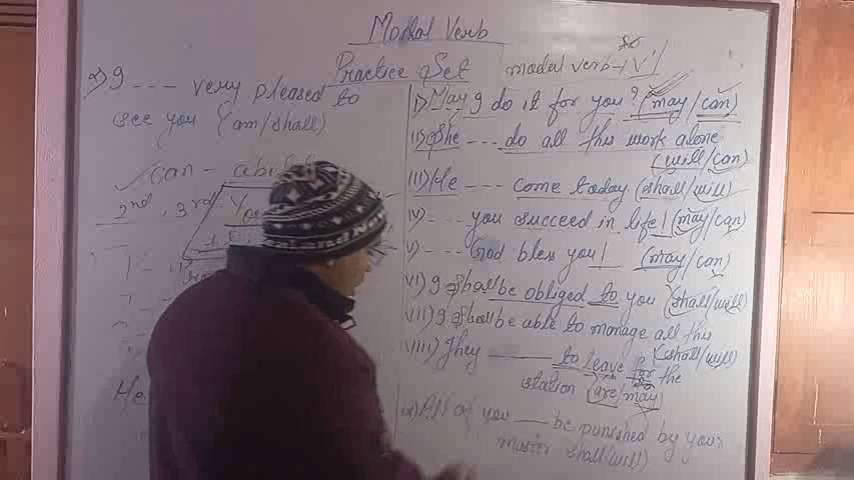 Modal Verb
Practice Set modal verb + V'
x) I --- very pleased to
see you (am/shall)
can - 
2nd, 3rd
He
i) May I do it for you? (may/can)
ii) She --- do all this work alone
(will/can)
iii) He --- come today (shall/will)
iv) --- you succeed in life! (may/can)
v) --- God bless you! (may/can)
vi) I shall be obliged to you (shall/will)
vii) I shall be able to manage all this
(shall/will)
viii) They ___ to leave for the
station (are/may)
ix) All of you ___ be punished by your
master shall/will)